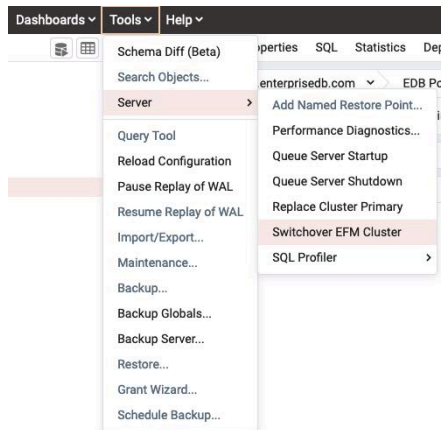 Dashboards Tools Help
operties SQL Statistics Dep
Schema Diff (Beta)
Search Objects...
.enterprisedb.com EDB Po
Server
Add Named Restore Point...
Performance Diagnostics...
Query Tool
Queue Server Startup
Reload Configuration
Queue Server Shutdown
Pause Replay of WAL
Replace Cluster Primary
Resume Replay of WAL
Switchover EFM Cluster
Import/Export...
SQL Profiler
Maintenance...
Backup...
Backup Globals...
Backup Server...
Restore...
Grant Wizard...
Schedule Backup...